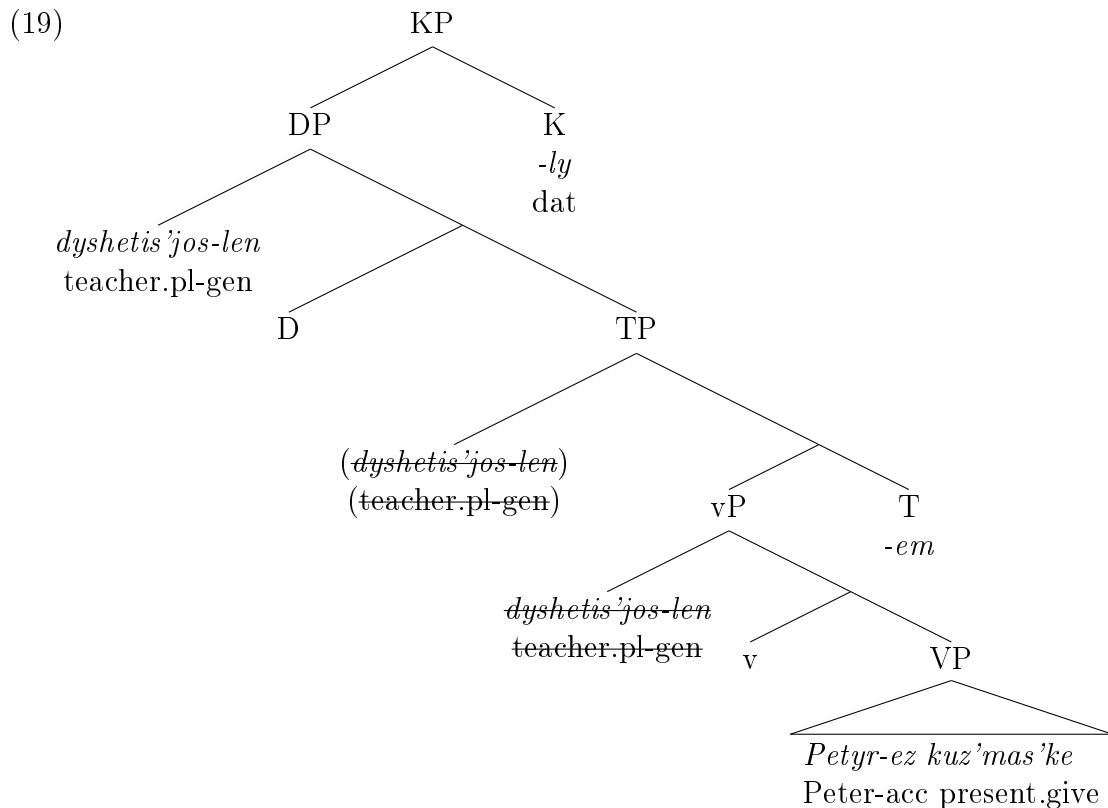 (19)
KP
DP K
-ly
dat
dyshetis'jos-len
teacher.pl-gen
D TP
(dyshetis'jos-len)
(teacher.pl-gen)
vP T
-em
dyshetis'jos-len
teacher.pl-gen
v VP
Petyr-ez kuz'mas'ke
Peter-acc present.give